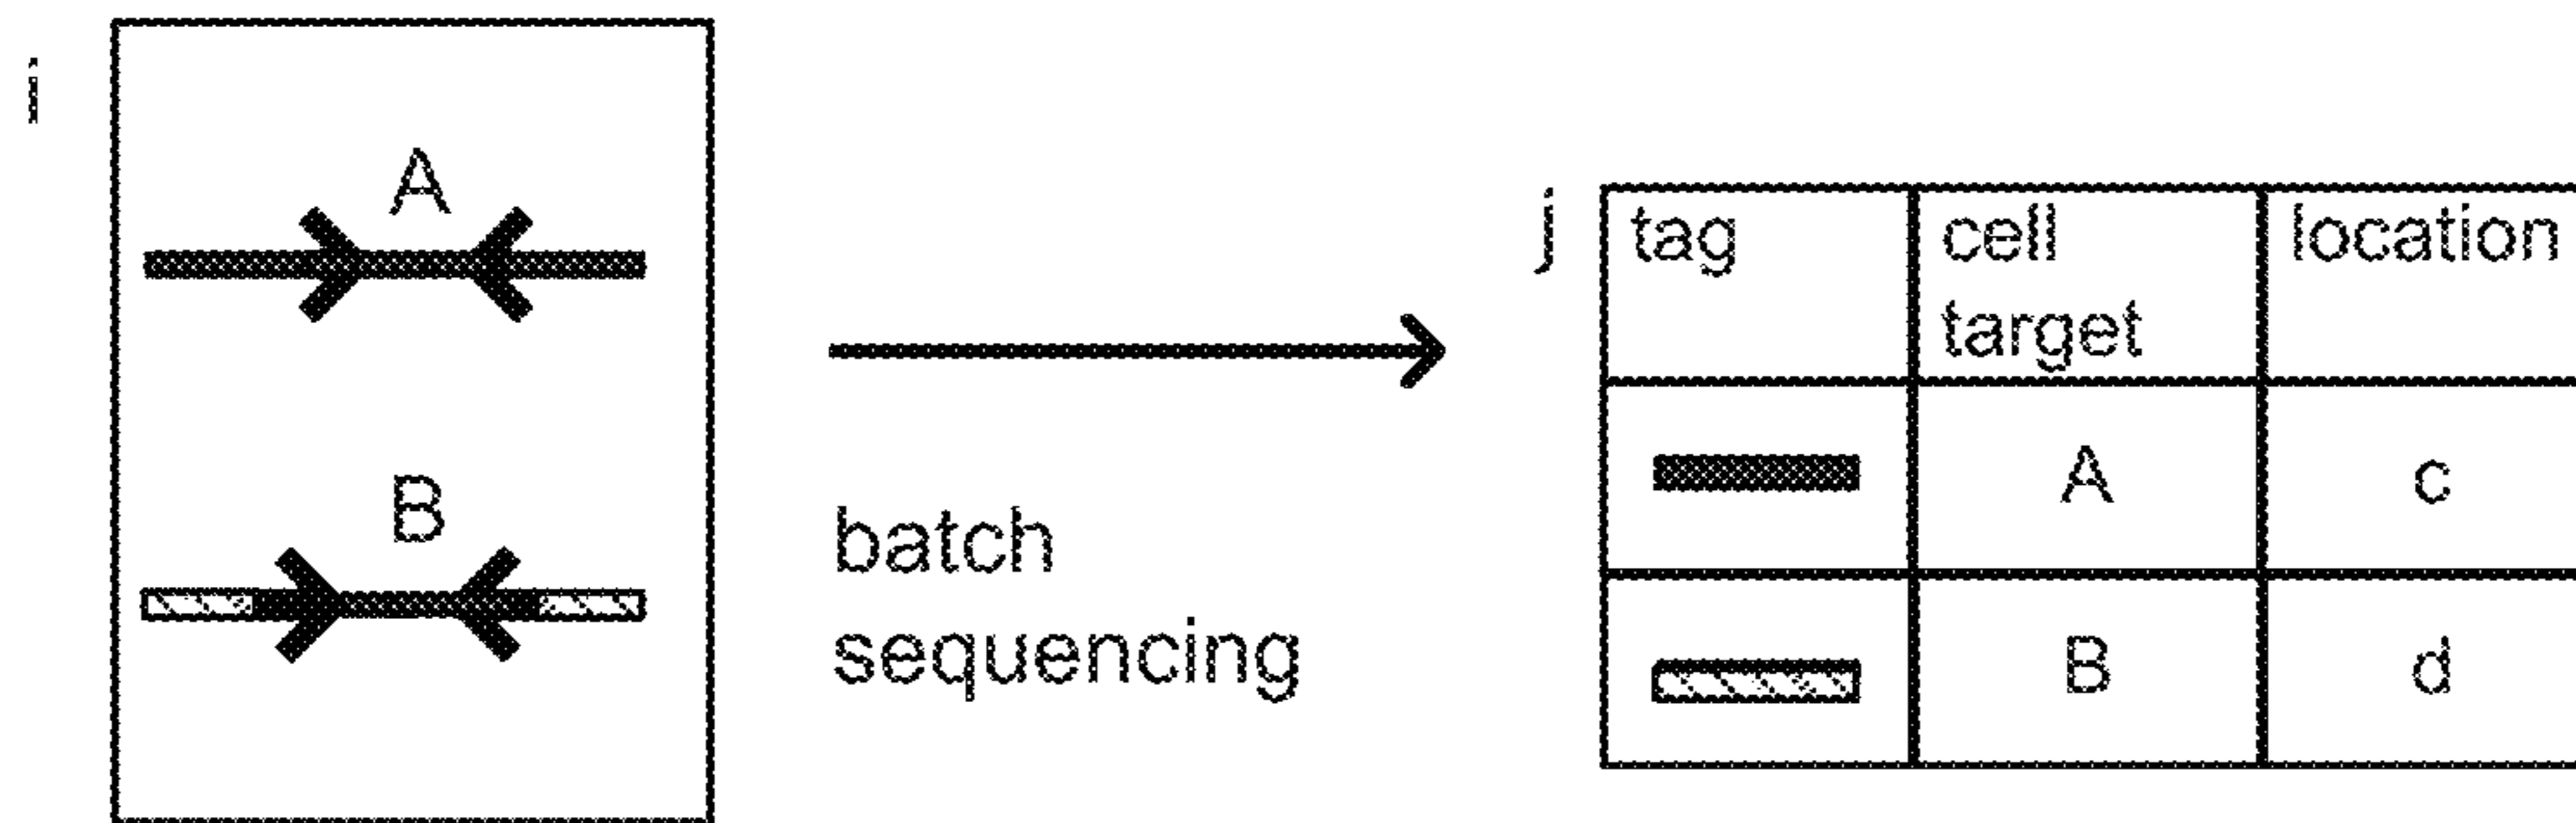 i
A
B
batch
sequencing
j
tag
cell
target
location
A
c
B
d